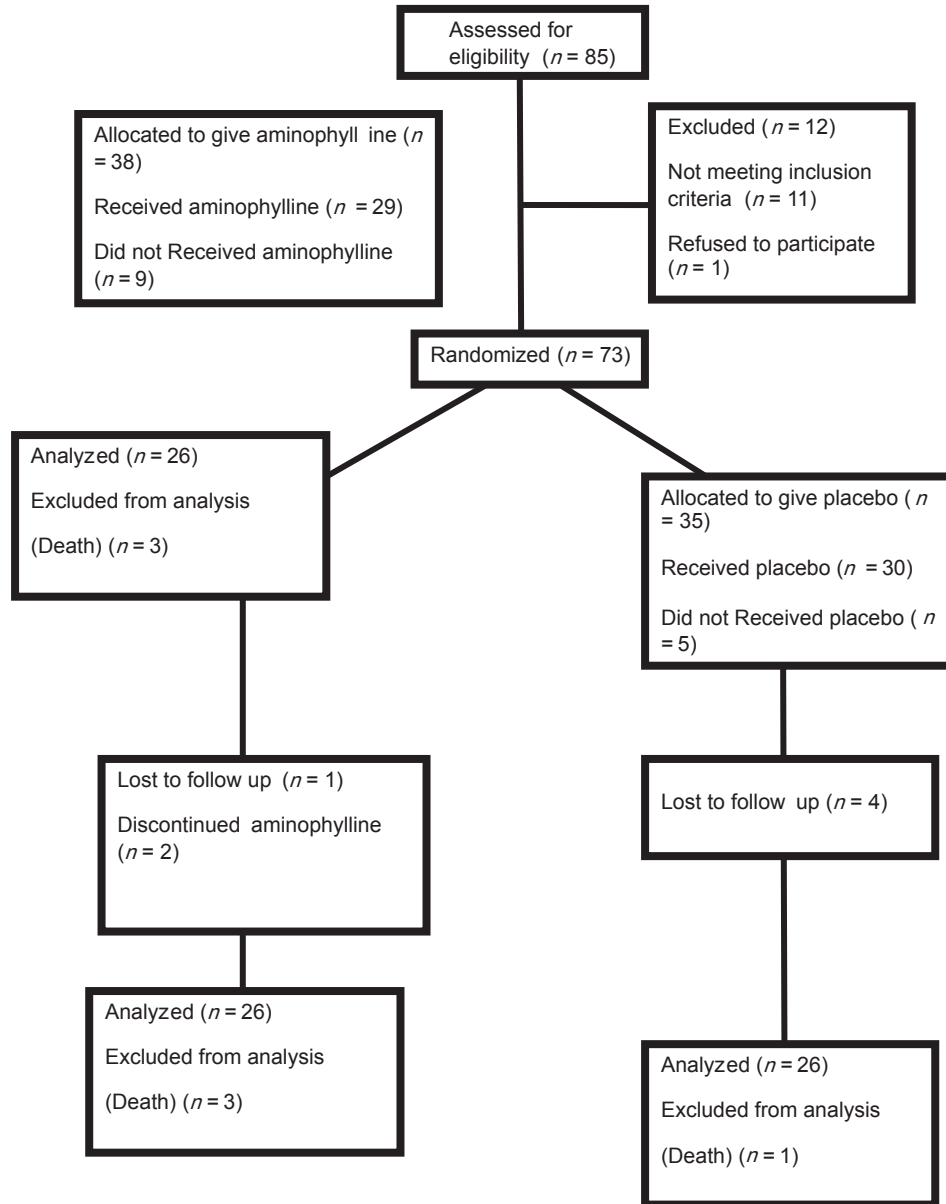 Assessed for
eligibility (n = 85)
Allocated to give aminophyll ine (n
= 38)
Received aminophylline (n = 29)
Did not Received aminophylline
(n = 9)
Excluded (n = 12)
Not meeting inclusion
criteria (n = 11)
Refused to participate
(n = 1)
Randomized (n = 73)
Analyzed (n = 26)
Excluded from analysis
(Death) (n = 3)
Allocated to give placebo ( n
= 35)
Received placebo (n = 30)
Did not Received placebo ( n
= 5)
Lost to follow up (n = 1)
Discontinued aminophylline
(n = 2)
Lost to follow up (n = 4)
Analyzed (n = 26)
Excluded from analysis
(Death) (n = 3)
Analyzed (n = 26)
Excluded from analysis
(Death) (n = 1)